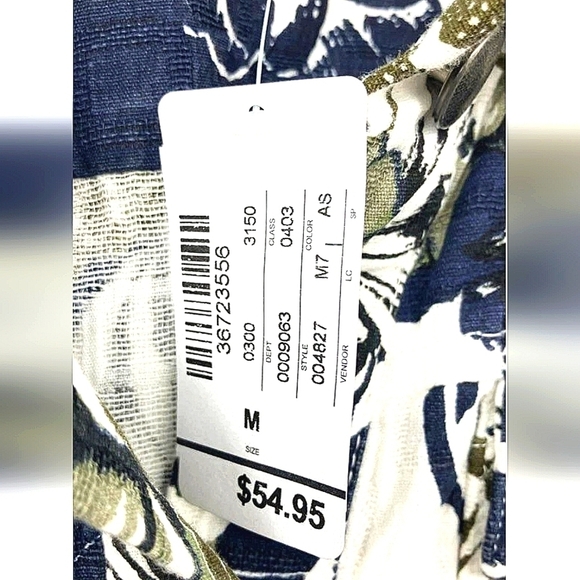 36723556
0300 3150
DEPT CLASS
0009063 0403
STYLE COLOR
004827 M7 AS
VENDOR LC SP
M
SIZE
$54.95